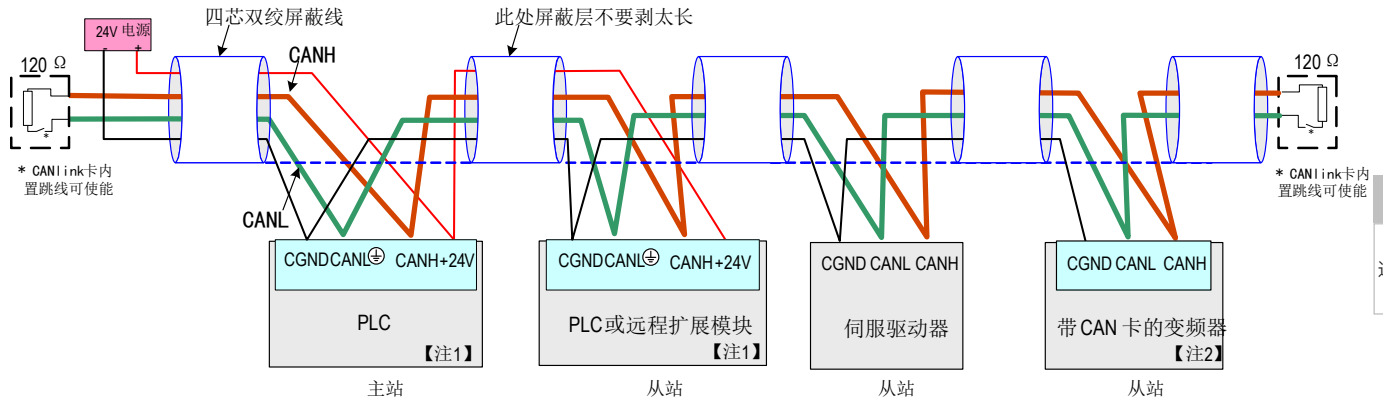 四芯双绞屏蔽线
此处屏蔽层不要剥太长
24V 电源
- +
CANH
120 Ω
120 Ω
* CANlink卡内
置跳线可使能
* CANlink卡内
置跳线可使能
CANL
CGND CANL CANH +24V
CGND CANL CANH +24V
CGND CANL CANH
CGND CANL CANH
PLC
【注1】
PLC或远程扩展模块
【注1】
伺服驱动器
带CAN 卡的变频器
【注2】
主站
从站
从站
从站